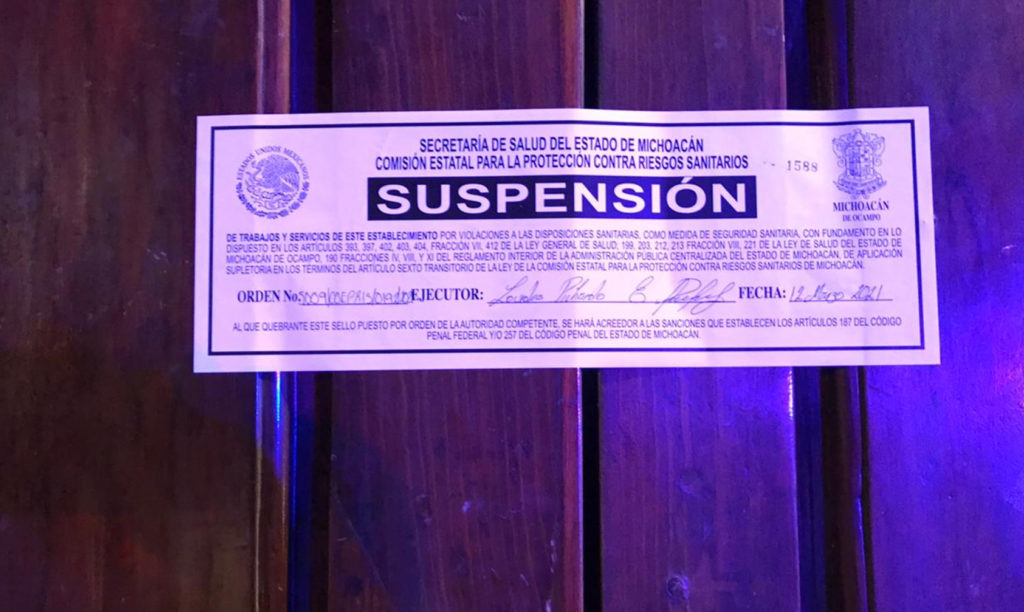 SECRETARÍA DE SALUD DEL ESTADO DE MICHOACÁN
COMISIÓN ESTATAL PARA LA PROTECCIÓN CONTRA RIESGOS SANITARIOS
1588
SUSPENSIÓN
ESTADOS UNIDOS MEXICANOS
MICHOACÁN
DE OCAMPO
DE TRABAJOS Y SERVICIOS DE ESTE ESTABLECIMIENTO POR VIOLACIONES A LAS DISPOSICIONES SANITARIAS, COMO MEDIDA DE SEGURIDAD SANITARIA, CON FUNDAMENTO EN LO
DISPUESTO EN LOS ARTÍCULOS 393, 397, 402, 403, 404, FRACCIÓN VII, 412 DE LA LEY GENERAL DE SALUD, 199, 203, 212, 213 FRACCIÓN VIII, 221 DE LA LEY DE SALUD DEL ESTADO DE
MICHOACÁN DE OCAMPO, 190 FRACCIONES IV, VIII, Y XI DEL REGLAMENTO INTERIOR DE LA ADMINISTRACIÓN PÚBLICA CENTRALIZADA DEL ESTADO DE MICHOACÁN, DE APLICACIÓN
SUPLETORIA EN LOS TÉRMINOS DEL ARTÍCULO SEXTO TRANSITORIO DE LA LEY DE LA COMISIÓN ESTATAL PARA LA PROTECCIÓN CONTRA RIESGOS SANITARIOS DE MICHOACÁN.
ORDEN No. EJECUTOR: E FECHA: 12 Marzo 2021
AL QUE QUEBRANTE ESTE SELLO PUESTO POR ORDEN DE LA AUTORIDAD COMPETENTE, SE HARÁ ACREEDOR A LAS SANCIONES QUE ESTABLECEN LOS ARTÍCULOS 187 DEL CÓDIGO
PENAL FEDERAL Y/O 257 DEL CÓDIGO PENAL DEL ESTADO DE MICHOACÁN.